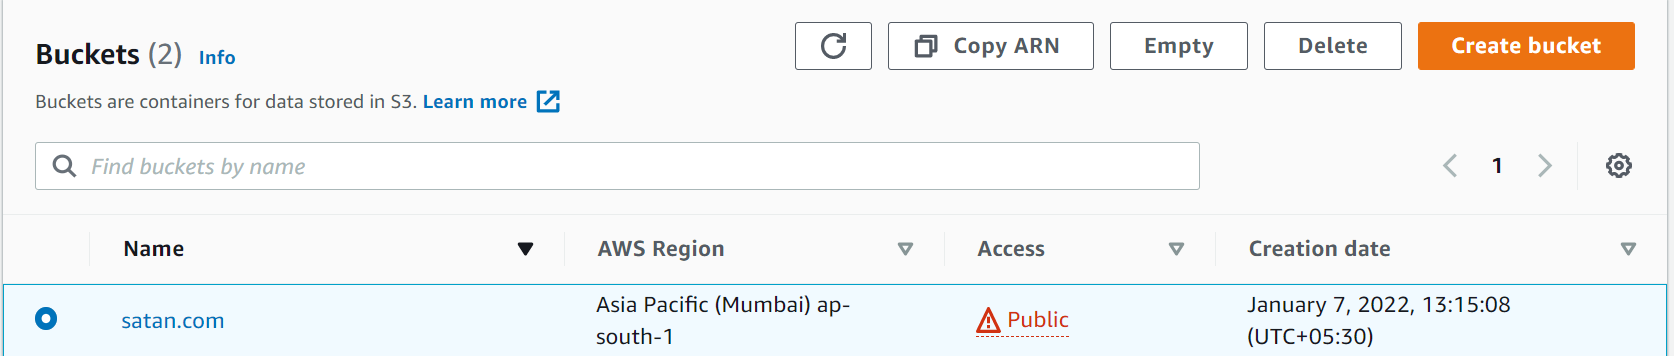 Buckets (2) Info
Copy ARN
Empty
Delete
Create bucket
Buckets are containers for data stored in S3. Learn more
Find buckets by name
1
Name
AWS Region
Access
Creation date
satan.com
Asia Pacific (Mumbai) ap-
south-1
Public
January 7, 2022, 13:15:08
(UTC+05:30)